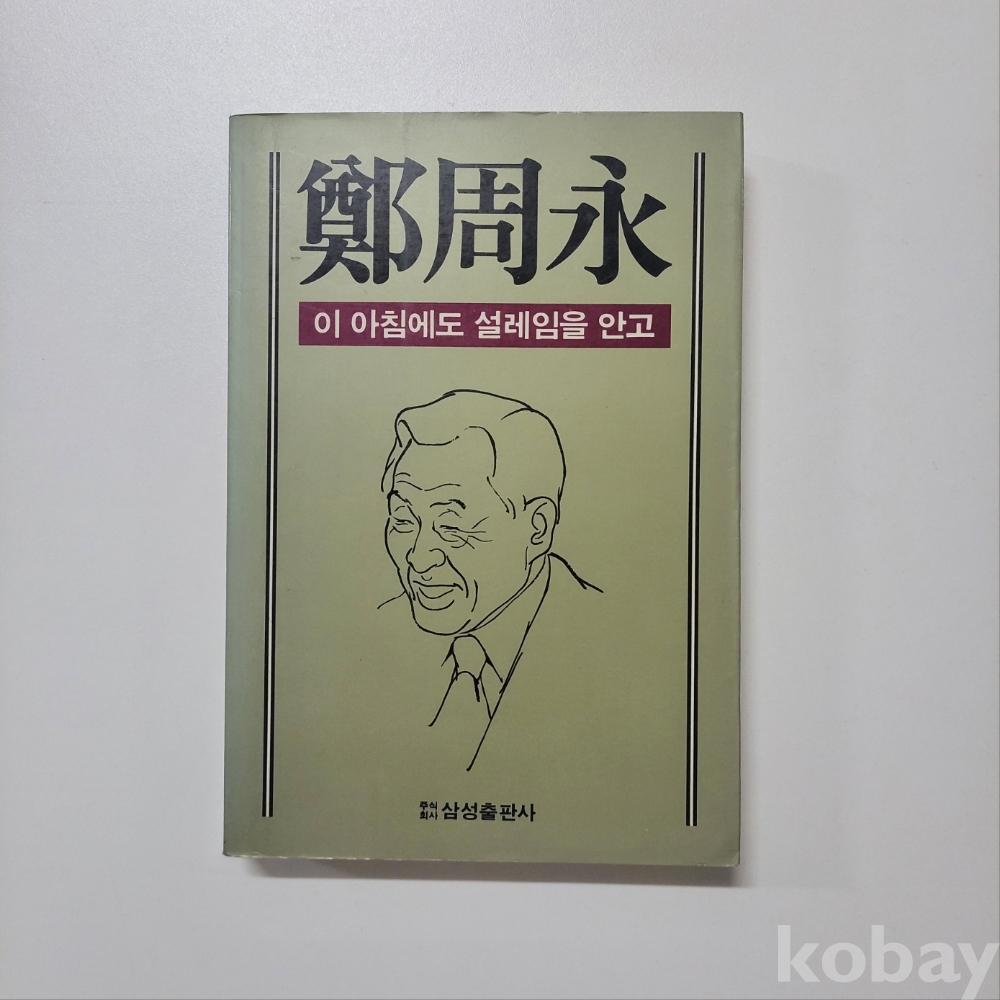 鄭周永
이 아침에도 설레임을 안고
주식회사 삼성출판사
kobay